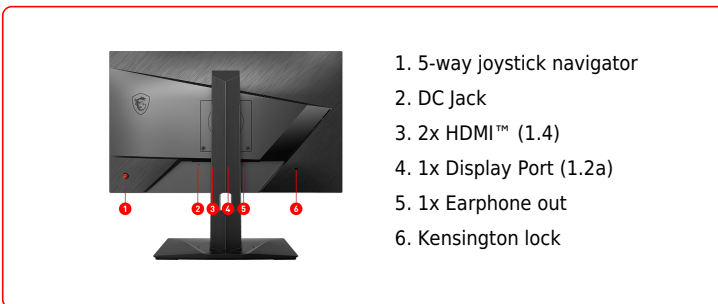 1. 5-way joystick navigator
2. DC Jack
3. 2x HDMI™ (1.4)
4. 1x Display Port (1.2a)
5. 1x Earphone out
6. Kensington lock
1 2 3 4 5 6